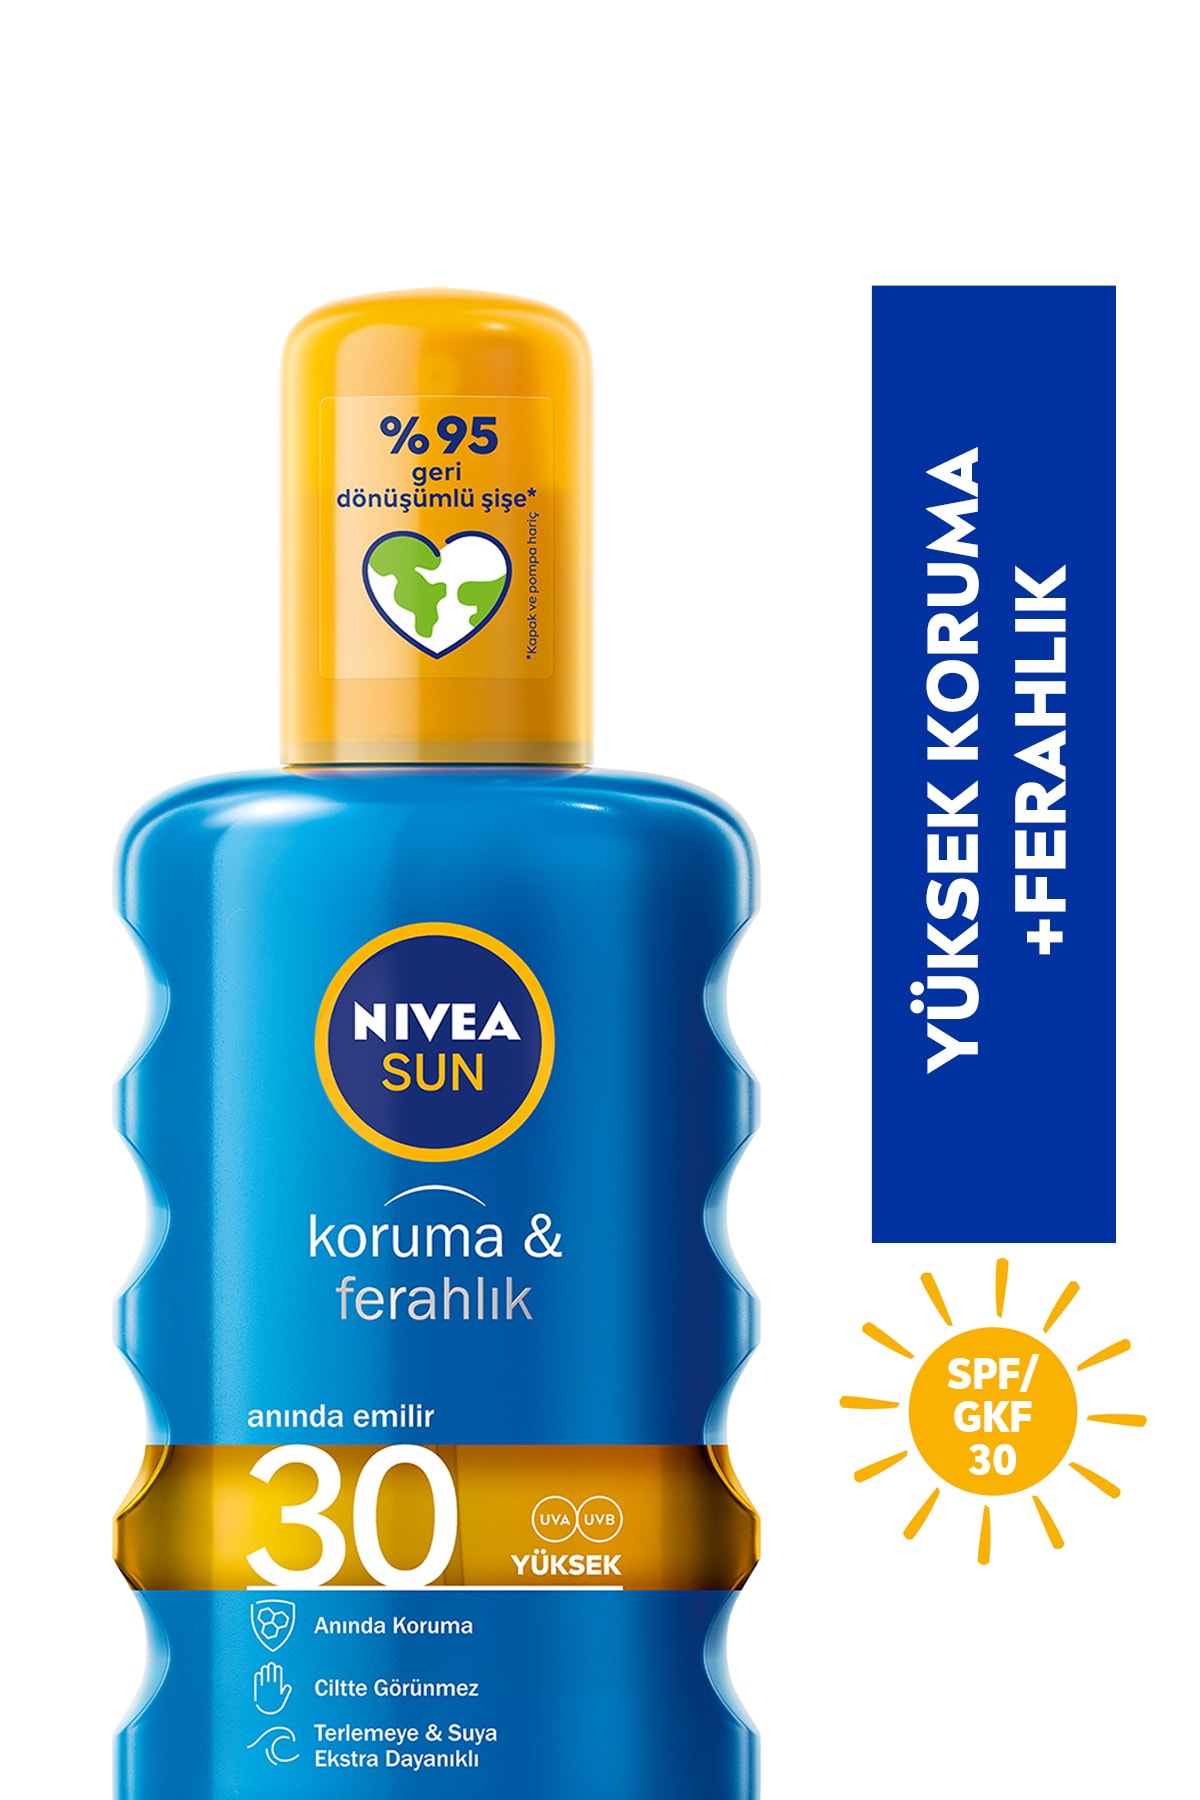 %95
geri
dönüşümlü şişe*
*Kapak ve pompa hariç
NIVEA
SUN
koruma &
ferahlık
anında emilir
30
UVA UVB
YÜKSEK
Anında Koruma
Ciltte Görünmez
Terlemeye & Suya
Ekstra Dayanıklı
YÜKSEK KORUMA
+FERAHLIK
SPF/
GKF
30